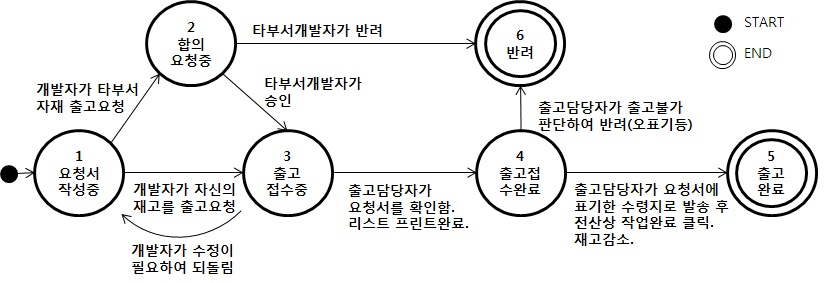 START
END
2
합의
요청중
타부서개발자가 반려
6
반려
개발자가 타부서
자재 출고요청
타부서개발자가
승인
출고담당자가 출고불가
판단하여 반려(오표기등)
1
요청서
작성중
개발자가 자신의
재고를 출고요청
3
출고
접수중
출고담당자가
요청서를 확인함.
리스트 프린트완료.
4
출고접
수완료
출고담당자가 요청서에
표기한 수령지로 발송 후
전산상 작업완료 클릭.
재고감소.
5
출고
완료
개발자가 수정이
필요하여 되돌림